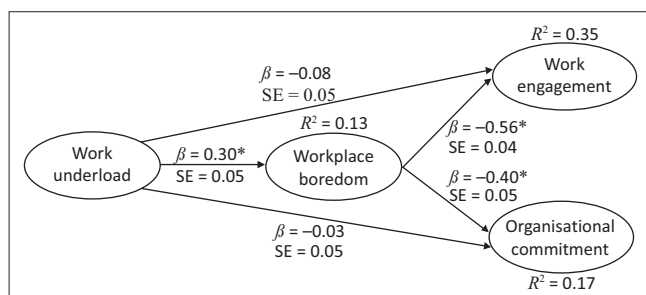 R² = 0.35
Work
engagement
β = –0.08
SE = 0.05
R² = 0.13
Work
underload
β = 0.30*
SE = 0.05
Workplace
boredom
β = –0.56*
SE = 0.04
β = –0.40*
SE = 0.05
β = –0.03
SE = 0.05
Organisational
commitment
R² = 0.17